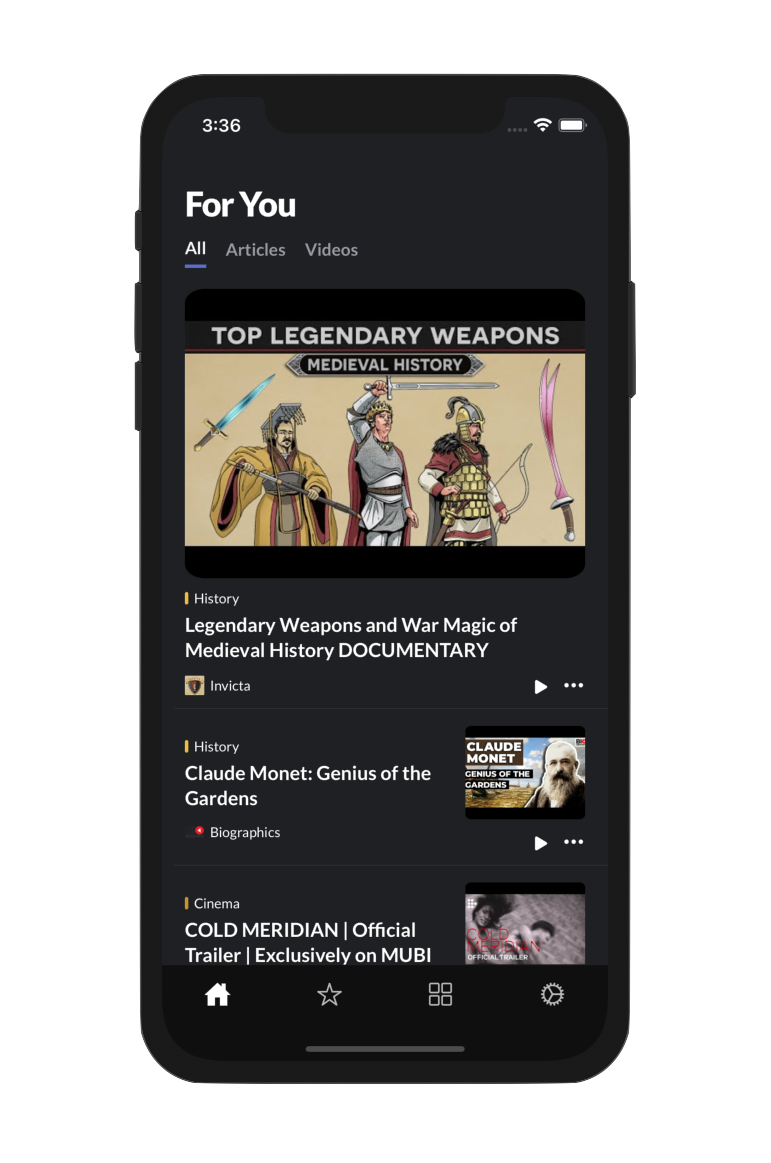 3:36
For You
All Articles Videos
TOP LEGENDARY WEAPONS
MEDIEVAL HISTORY
History
Legendary Weapons and War Magic of
Medieval History DOCUMENTARY
Invicta
History
Claude Monet: Genius of the
Gardens
Biographics
CLAUDE
MONET
GENIUS OF THE
GARDENS
Cinema
COLD MERIDIAN | Official
Trailer | Exclusively on MUBI
COLD
MERIDIAN
OFFICIAL TRAILER